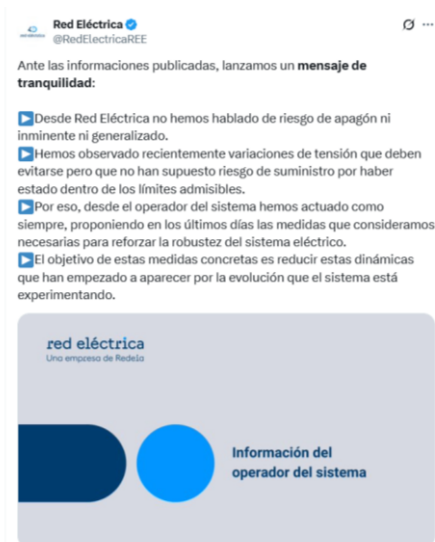 Red Eléctrica
@RedElectricaREE
Ante las informaciones publicadas, lanzamos un mensaje de
tranquilidad:
Desde Red Eléctrica no hemos hablado de riesgo de apagón ni
inminente ni generalizado.
Hemos observado recientemente variaciones de tensión que deben
evitarse pero que no han supuesto riesgo de suministro por haber
estado dentro de los límites admisibles.
Por eso, desde el operador del sistema hemos actuado como
siempre, proponiendo en los últimos días las medidas que consideramos
necesarias para reforzar la robustez del sistema eléctrico.
El objetivo de estas medidas concretas es reducir estas dinámicas
que han empezado a aparecer por la evolución que el sistema está
experimentando.
red eléctrica
Una empresa de Redeia
Información del
operador del sistema